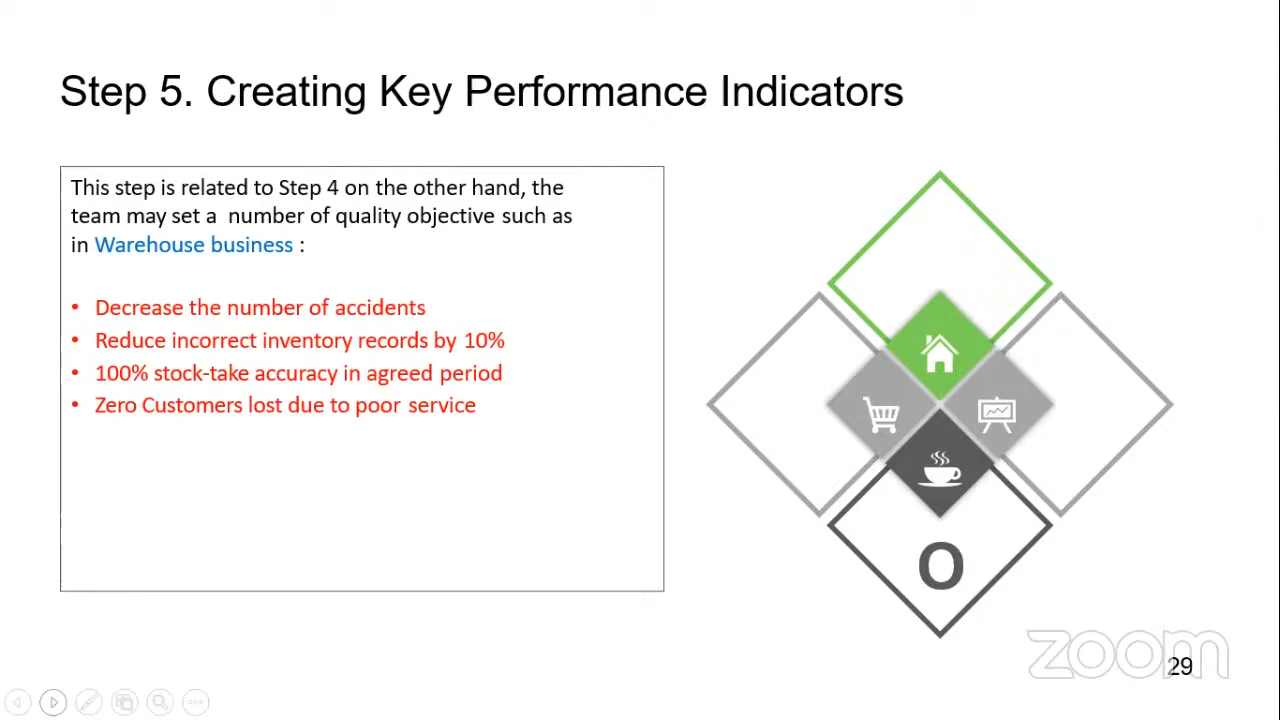 Step 5. Creating Key Performance Indicators
This step is related to Step 4 on the other hand, the
team may set a  number of quality objective such as
in Warehouse business :
• Decrease the number of accidents
• Reduce incorrect inventory records by 10%
• 100% stock-take accuracy in agreed period
• Zero Customers lost due to poor service
O
zoom
29